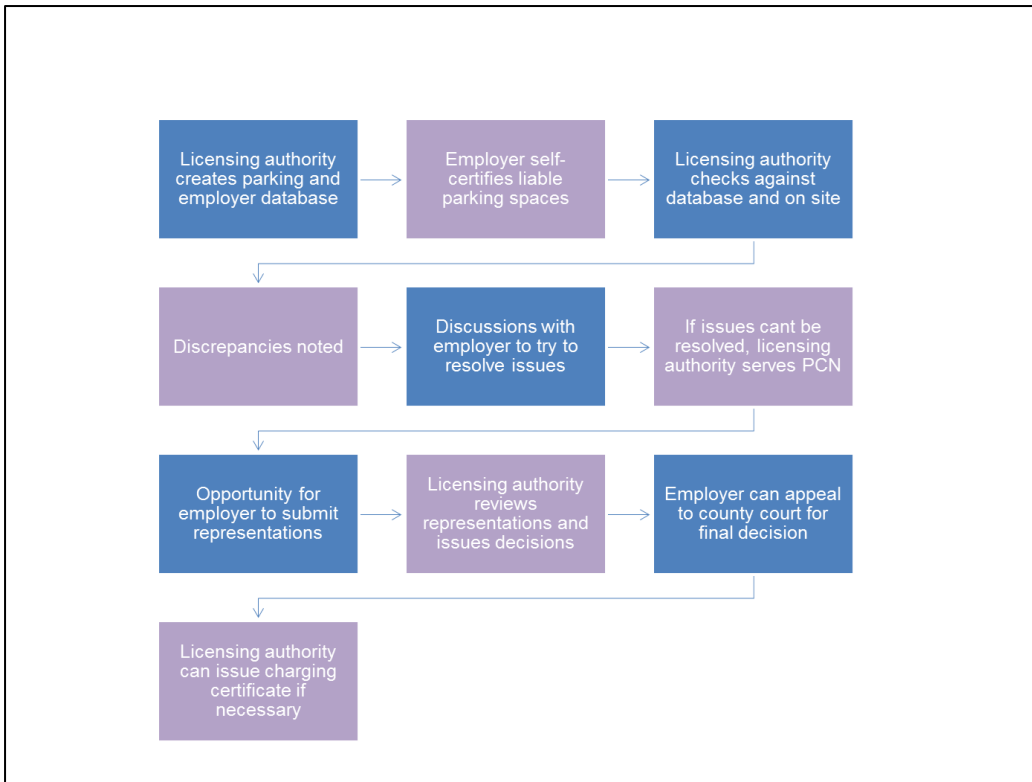 Licensing authority
creates parking and
employer database
Employer self-
certifies liable
parking spaces
Licensing authority
checks against
database and on site
Discrepancies noted
Discussions with
employer to try to
resolve issues
If issues cant be
resolved, licensing
authority serves PCN
Opportunity for
employer to submit
representations
Licensing authority
reviews
representations and
issues decisions
Employer can appeal
to county court for
final decision
Licensing authority
can issue charging
certificate if
necessary